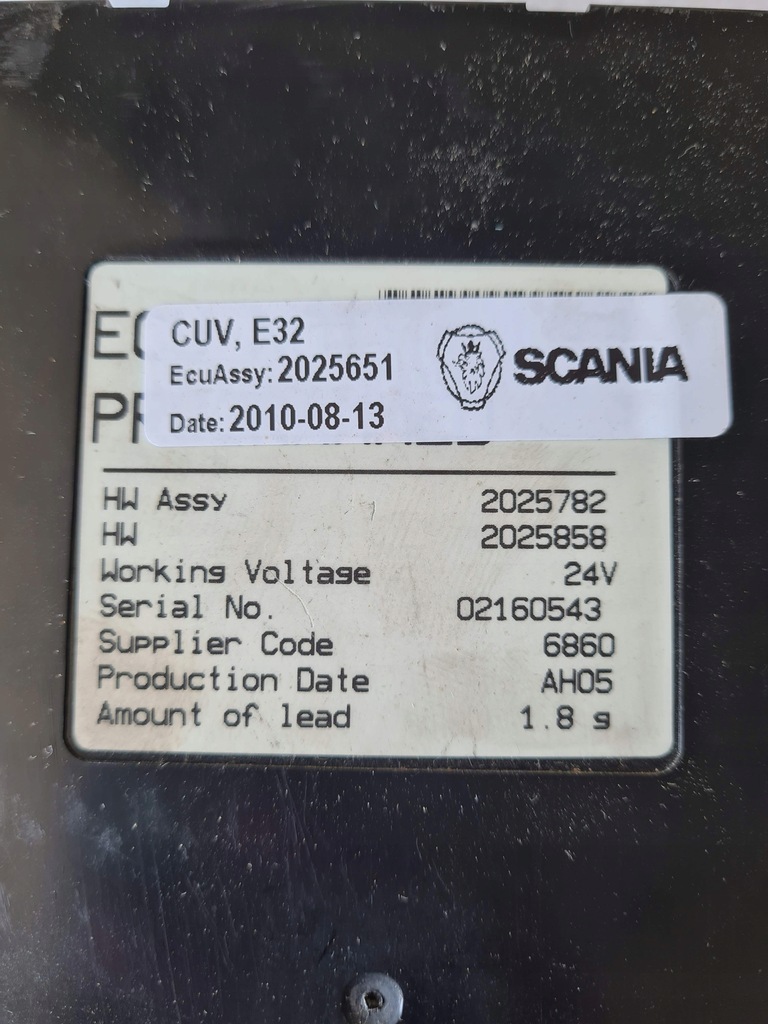 CUV, E32
EcuAssy: 2025651
SCANIA
Date: 2010-08-13
HW Assy 2025782
HW 2025858
Working Voltage 24V
Serial No. 02160543
Supplier Code 6860
Production Date AH05
Amount of lead 1.8 g